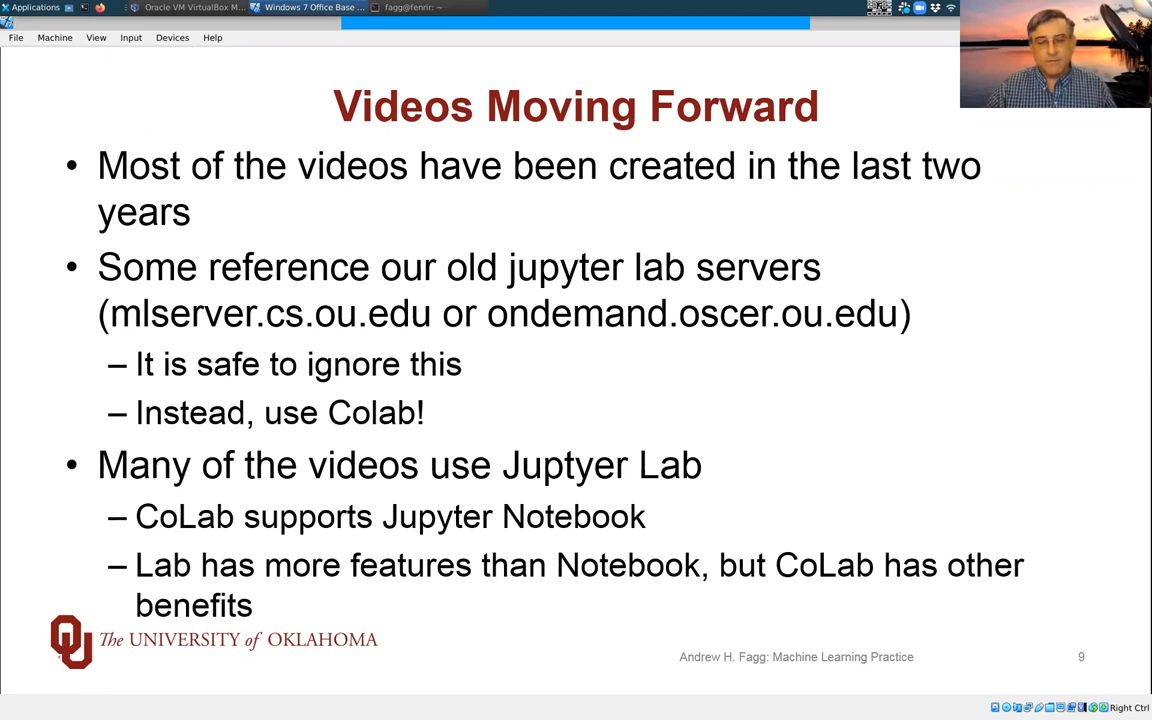 Applications
Oracle VM VirtualBox M...
Windows 7 Office Base ...
fagg@fenrir: ~
File Machine View Input Devices Help
Videos Moving Forward
• Most of the videos have been created in the last two
years
• Some reference our old jupyter lab servers
(mlserver.cs.ou.edu or ondemand.oscer.ou.edu)
– It is safe to ignore this
– Instead, use Colab!
• Many of the videos use Juptyer Lab
– CoLab supports Jupyter Notebook
– Lab has more features than Notebook, but CoLab has other
benefits
The UNIVERSITY of OKLAHOMA
Andrew H. Fagg: Machine Learning Practice
9
Right Ctrl